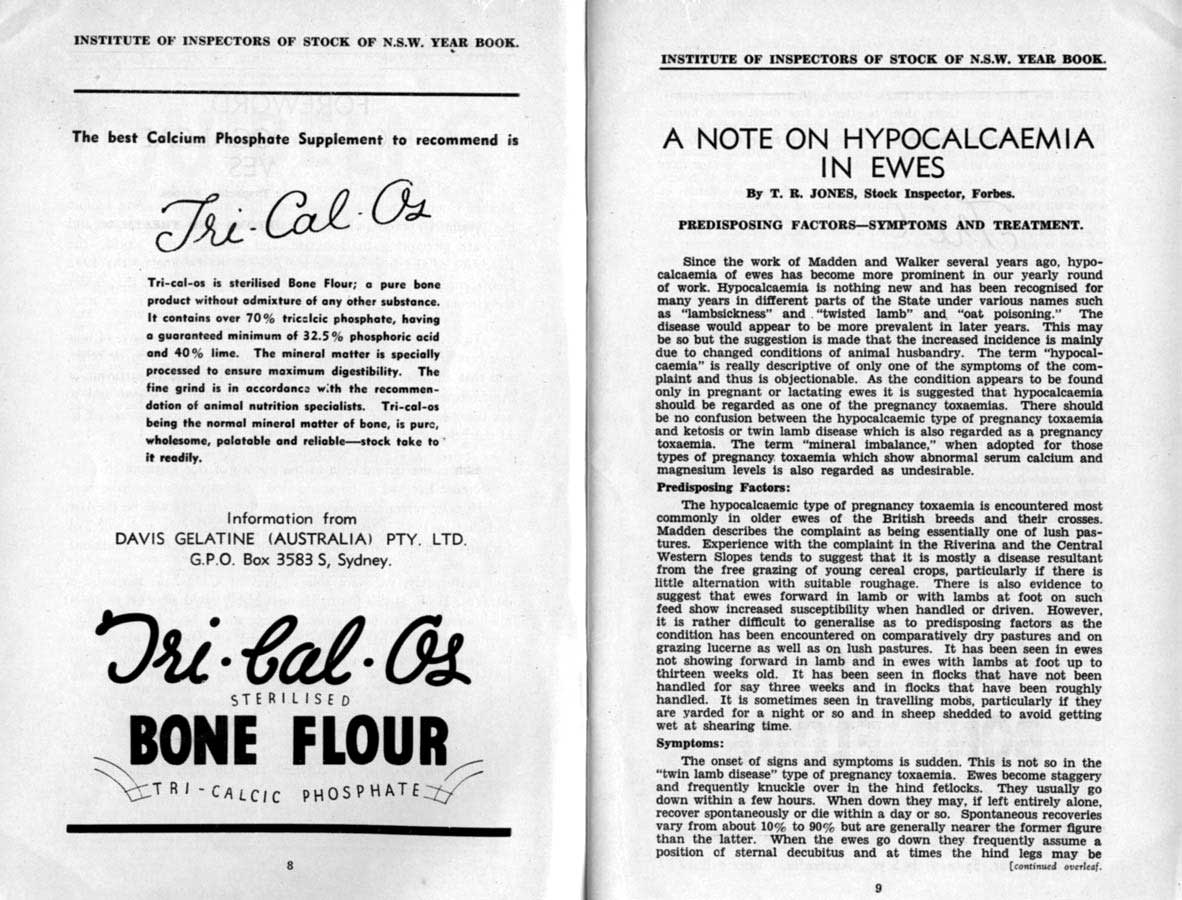 INSTITUTE OF INSPECTORS OF STOCK OF N.S.W. YEAR BOOK.
The best Calcium Phosphate Supplement to recommend is
Tri-Cal-Os
Tri-cal-os is sterilised Bone Flour; a pure bone
product without admixture of any other substance.
It contains over 70% tricalcic phosphate, having
a guaranteed minimum of 32.5% phosphoric acid
and 40% lime. The mineral matter is specially
processed to ensure maximum digestibility. The
fine grind is in accordance with the recommen-
dation of animal nutrition specialists. Tri-cal-os
being the normal mineral matter of bone, is pure,
wholesome, palatable and reliable—stock take to
it readily.
Information from
DAVIS GELATINE (AUSTRALIA) PTY. LTD.
G.P.O. Box 3583 S, Sydney.
Tri-Cal-Os
STERILISED
BONE FLOUR
TRI-CALCIC PHOSPHATE
8
INSTITUTE OF INSPECTORS OF STOCK OF N.S.W. YEAR BOOK.
A NOTE ON HYPOCALCAEMIA
IN EWES
By T. R. JONES, Stock Inspector, Forbes.
PREDISPOSING FACTORS—SYMPTOMS AND TREATMENT.
Since the work of Madden and Walker several years ago, hypo-
calcaemia of ewes has become more prominent in our yearly round
of work. Hypocalcaemia is nothing new and has been recognised for
many years in different parts of the State under various names such
as "lambsickness" and "twisted lamb" and "oat poisoning." The
disease would appear to be more prevalent in later years. This may
be so but the suggestion is made that the increased incidence is mainly
due to changed conditions of animal husbandry. The term "hypocal-
caemia" is really descriptive of only one of the symptoms of the com-
plaint and thus is objectionable. As the condition appears to be found
only in pregnant or lactating ewes it is suggested that hypocalcaemia
should be regarded as one of the pregnancy toxaemias. There should
be no confusion between the hypocalcaemic type of pregnancy toxaemia
and ketosis or twin lamb disease which is also regarded as a pregnancy
toxaemia. The term "mineral imbalance," when adopted for those
types of pregnancy toxaemia which show abnormal serum calcium and
magnesium levels is also regarded as undesirable.
Predisposing Factors:
The hypocalcaemic type of pregnancy toxaemia is encountered most
commonly in older ewes of the British breeds and their crosses.
Madden describes the complaint as being essentially one of lush pas-
tures. Experience with the complaint in the Riverina and the Central
Western Slopes tends to suggest that it is mostly a disease resultant
from the free grazing of young cereal crops, particularly if there is
little alternation with suitable roughage. There is also evidence to
suggest that ewes forward in lamb or with lambs at foot on such
feed show increased susceptibility when handled or driven. However,
it is rather difficult to generalise as to predisposing factors as the
condition has been encountered on comparatively dry pastures and on
grazing lucerne as well as on lush pastures. It has been seen in ewes
not showing forward in lamb and in ewes with lambs at foot up to
thirteen weeks old. It has been seen in flocks that have not been
handled for say three weeks and in flocks that have been roughly
handled. It is sometimes seen in travelling mobs, particularly if they
are yarded for a night or so and in sheep shedded to avoid getting
wet at shearing time.
Symptoms:
The onset of signs and symptoms is sudden. This is not so in the
"twin lamb disease" type of pregnancy toxaemia. Ewes become staggery
and frequently knuckle over in the hind fetlocks. They usually go
down within a few hours. When down they may, if left entirely alone,
recover spontaneously or die within a day or so. Spontaneous recoveries
vary from about 10% to 90% but are generally nearer the former figure
than the latter. When the ewes go down they frequently assume a
position of sternal decubitus and at times the hind legs may be
[continued overleaf.
9